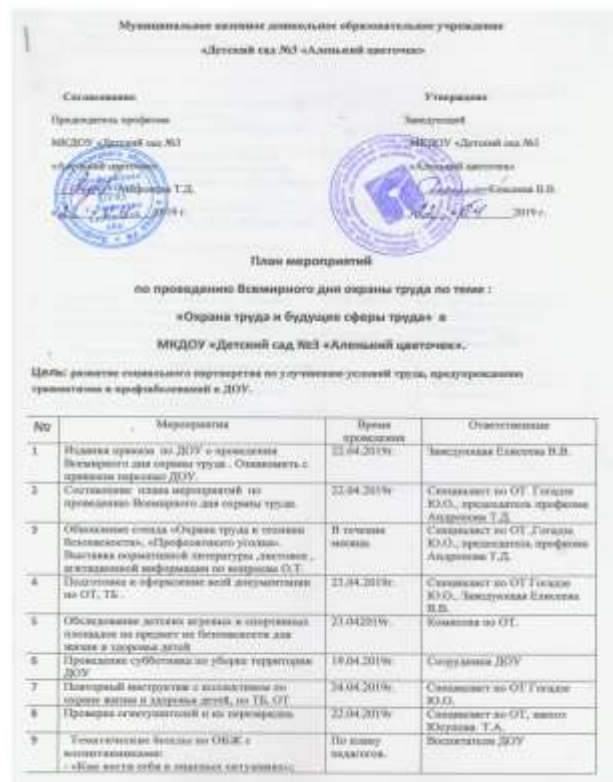 Муниципальное казенное дошкольное образовательное учреждение
«Детский сад №3 «Аленький цветочек»
Согласовано
Утверждаю
Председатель профкома
Заведующий
МКДОУ «Детский сад №3
МКДОУ «Детский сад №3
«Аленький цветочек»
«Аленький цветочек»
Т.Д.
Елисеева В.В.
2019 г.
2019 г.
План мероприятий
по проведению Всемирного дня охраны труда по теме :
«Охрана труда и будущее сферы труда» в
МКДОУ «Детский сад №3 «Аленький цветочек».
Цель: развитие социального партнерства по улучшению условий труда, предупреждению
травматизма и профзаболеваний в ДОУ.
№ Мероприятия Время Ответственные
проведения
1 Издание приказа по ДОУ о проведении 22.04.2019г. Заведующая Елисеева В.В.
Всемирного дня охраны труда . Ознакомить с
приказом персонал ДОУ.
2 Составление плана мероприятий по 22.04.2019г Специалист по ОТ
проведению Всемирного дня охраны труда. Ю.О., председатель профкома
Андронова Т.Д.
3 Обновление стенда «Охрана труда и техники В течении Специалист по ОТ
безопасности», «Профсоюзного уголка». месяца. Ю.О., председатель профкома
Выставка нормативной литературы ,листовок , Андронова Т.Д.
агитационной информации по вопросам О.Т.
4 Подготовка и оформление всей документации 23.04.2019г. Специалист по ОТ
по ОТ, ТБ . Ю.О., Заведующая Елисеева
В.В.
5 Обследование детских игровых и спортивных 23.042019г. Комиссия по ОТ.
площадок на предмет их безопасности для
жизни и здоровья детей
6 Проведение субботника по уборке территории 19.04.2019г. Сотрудники ДОУ
ДОУ
7 Повторный инструктаж с коллективом по 24.04.2019г. Специалист по ОТ
охране жизни и здоровья детей, по ТБ, ОТ Ю.О.
8 Проверка огнетушителей и их перезарядка. 22.04.2019г. Специалист по ОТ, завхоз
Т.А.
9 Тематические беседы по ОБЖ с По плану Воспитатели ДОУ
воспитанниками: педагогов.
- «Как вести себя в опасных ситуациях»;